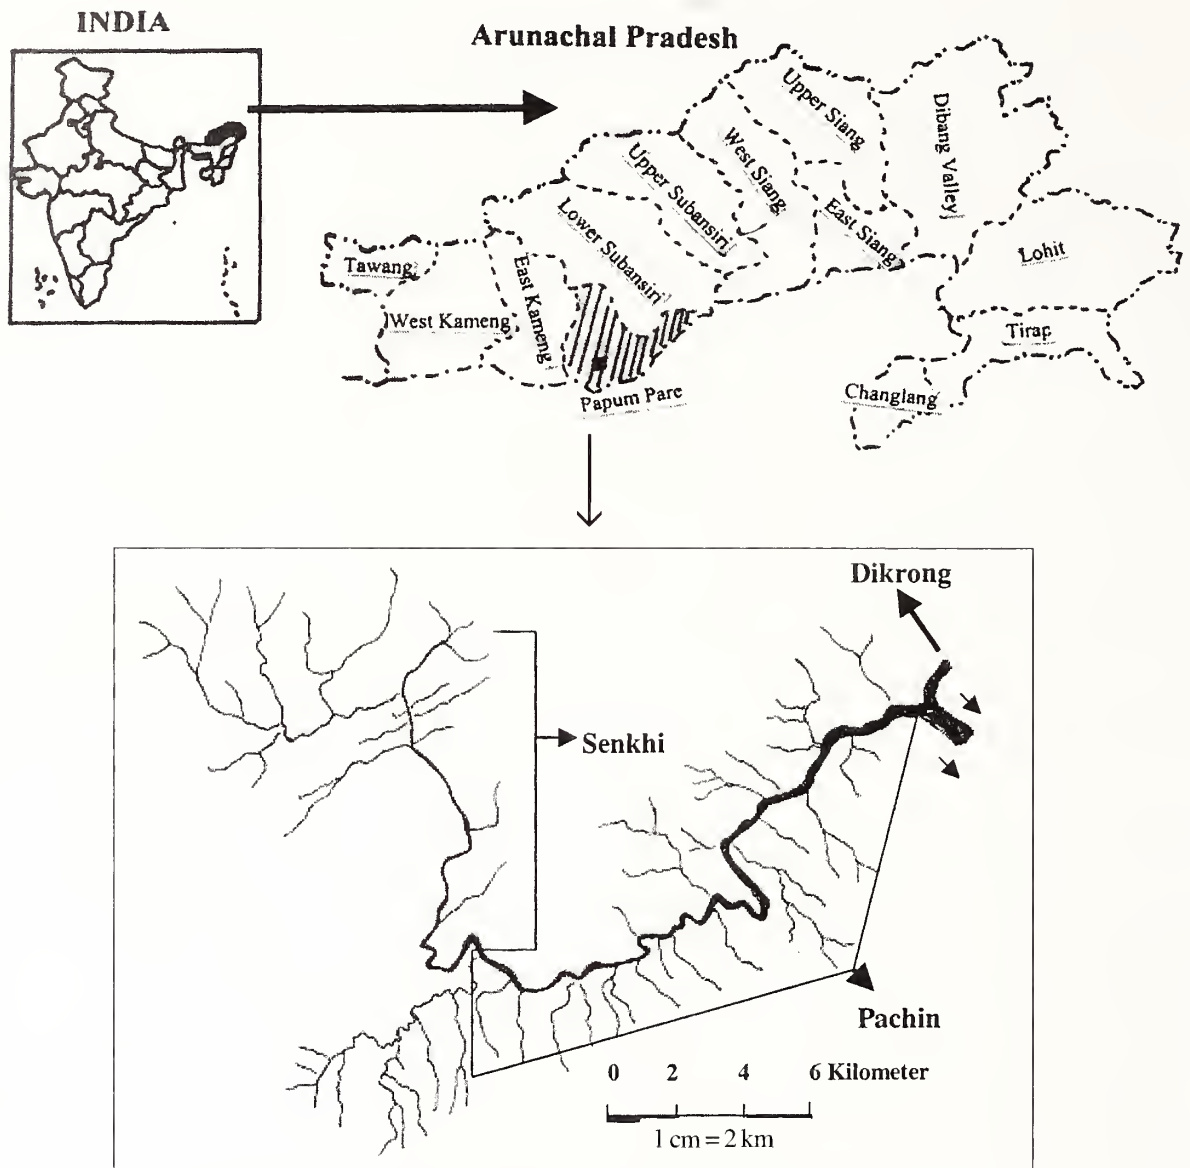 INDIA
Arunachal Pradesh
Upper Siang
Dibang Valley
West Siang
Upper Subansiri
East Siang
Lower Subansiri
Lohit
Tawang
East Kameng
West Kameng
Tirap
Changlang
Papum Pare
Dikrong
Senkhi
Pachin
0 2 4 6 Kilometer
1 cm = 2 km